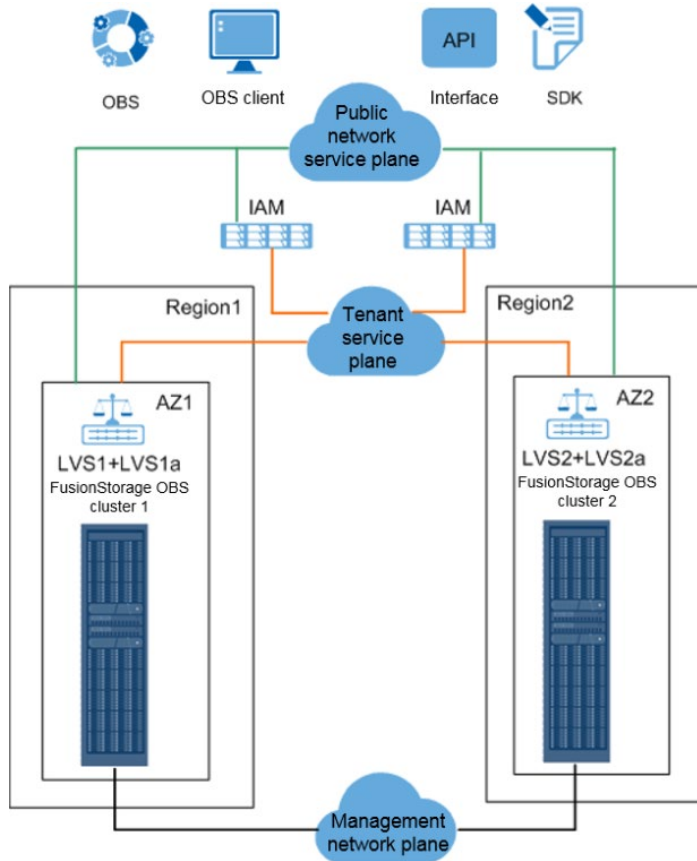 OBS
OBS client
API
Interface
SDK
Public
network
service plane
IAM
IAM
Region1
Tenant
service
plane
Region2
AZ1
LVS1+LVS1a
FusionStorage OBS
cluster 1
AZ2
LVS2+LVS2a
FusionStorage OBS
cluster 2
Management
network plane